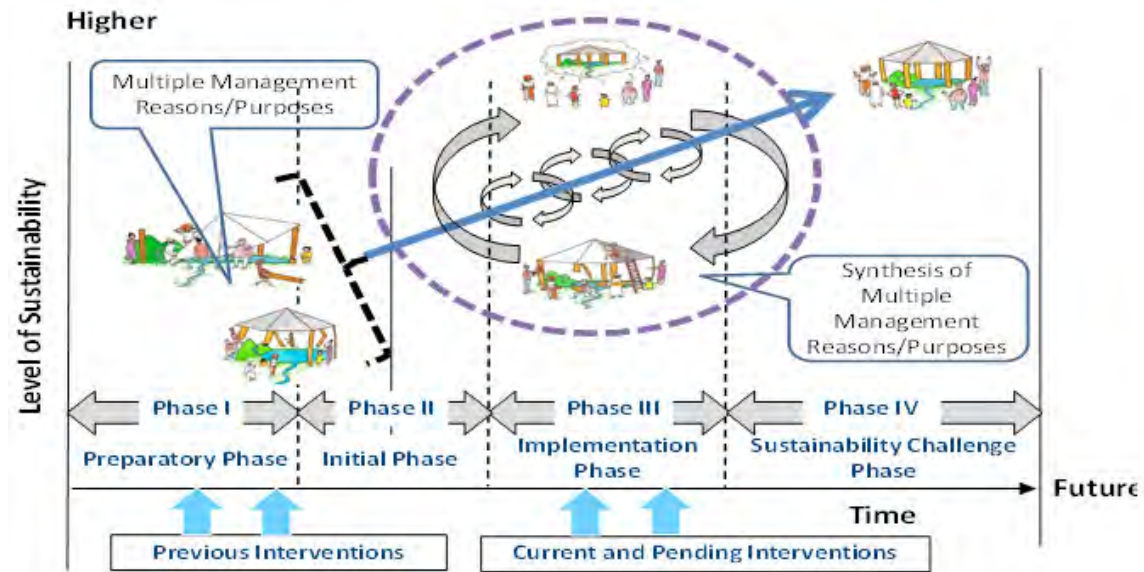 Higher
Multiple Management
Reasons/Purposes
Level of Sustainability
Synthesis of
Multiple
Management
Reasons/Purposes
Phase I
Phase II
Phase III
Phase IV
Preparatory Phase
Initial Phase
Implementation
Phase
Sustainability Challenge
Phase
Future
Time
Previous Interventions
Current and Pending Interventions